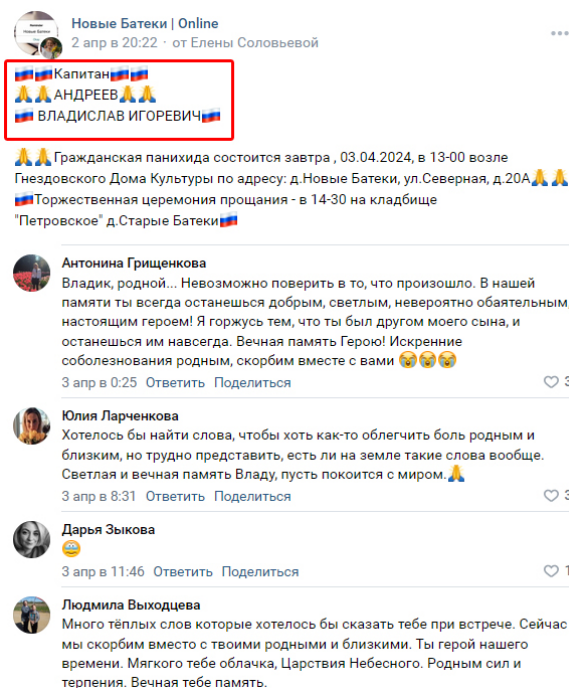 Новые Батеки | Online
2 апр в 20:22 · от Елены Соловьевой
🇷🇺🇷🇺Капитан🇷🇺🇷🇺
🙏🙏АНДРЕЕВ🙏🙏
🇷🇺 ВЛАДИСЛАВ ИГОРЕВИЧ🇷🇺
🙏🙏Гражданская панихида состоится завтра , 03.04.2024, в 13-00 возле
Гнездовского Дома Культуры по адресу: д.Новые Батеки, ул.Северная, д.20А🙏🙏
🇷🇺Торжественная церемония прощания - в 14-30 на кладбище
"Петровское" д.Старые Батеки🇷🇺
Антонина Грищенкова
Владик, родной... Невозможно поверить в то, что произошло. В нашей
памяти ты всегда останешься добрым, светлым, невероятно обаятельным,
настоящим героем! Я горжусь тем, что ты был другом моего сына, и
останешься им навсегда. Вечная память Герою! Искренние
соболезнования родным, скорбим вместе с вами 😭😭😭
3 апр в 0:25 Ответить Поделиться
Юлия Ларченкова
Хотелось бы найти слова, чтобы хоть как-то облегчить боль родным и
близким, но трудно представить, есть ли на земле такие слова вообще.
Светлая и вечная память Владу, пусть покоится с миром.🙏
3 апр в 8:31 Ответить Поделиться
Дарья Зыкова
3 апр в 11:46 Ответить Поделиться
Людмила Выходцева
Много тёплых слов которые хотелось бы сказать тебе при встрече. Сейчас
мы скорбим вместо с твоими родными и близкими. Ты герой нашего
времени. Мягкого тебе облачка, Царствия Небесного. Родным сил и
терпения. Вечная тебе память.